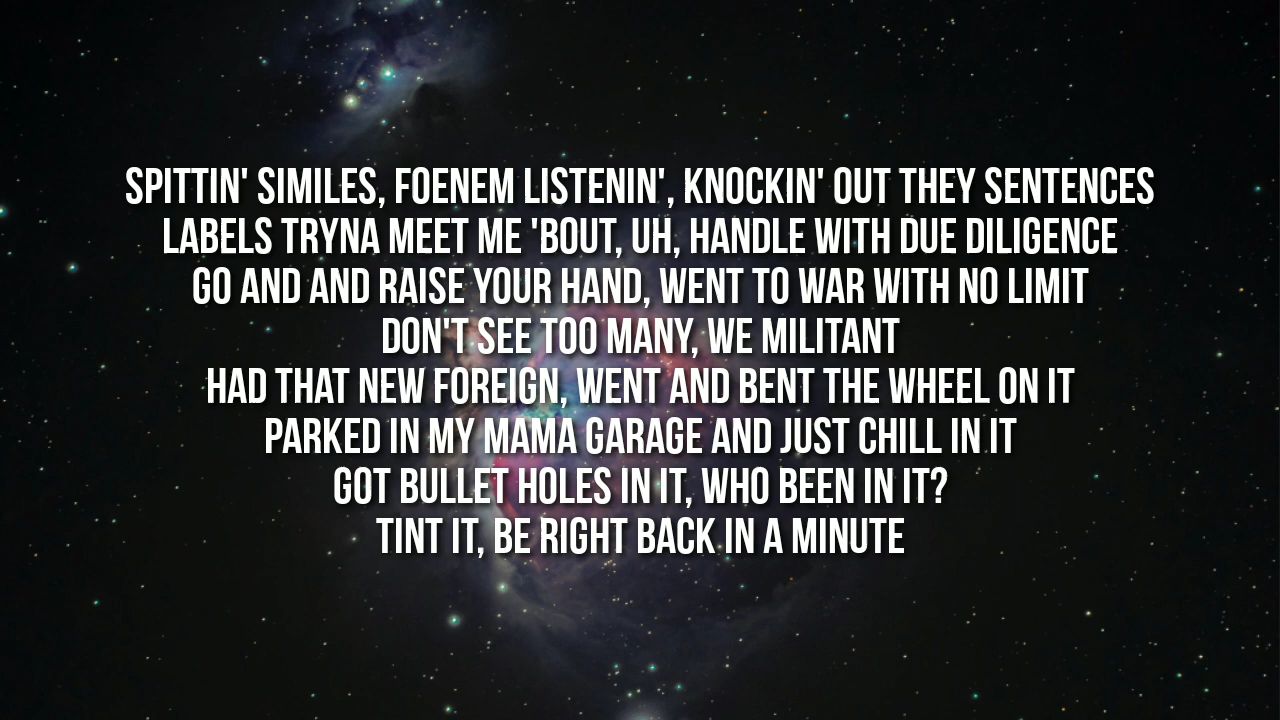 SPITTIN' SIMILES, FOENEM LISTENIN', KNOCKIN' OUT THEY SENTENCES
LABELS TRYNA MEET ME 'BOUT, UH, HANDLE WITH DUE DILIGENCE
GO AND AND RAISE YOUR HAND, WENT TO WAR WITH NO LIMIT
DON'T SEE TOO MANY, WE MILITANT
HAD THAT NEW FOREIGN, WENT AND BENT THE WHEEL ON IT
PARKED IN MY MAMA GARAGE AND JUST CHILL IN IT
GOT BULLET HOLES IN IT, WHO BEEN IN IT?
TINT IT, BE RIGHT BACK IN A MINUTE